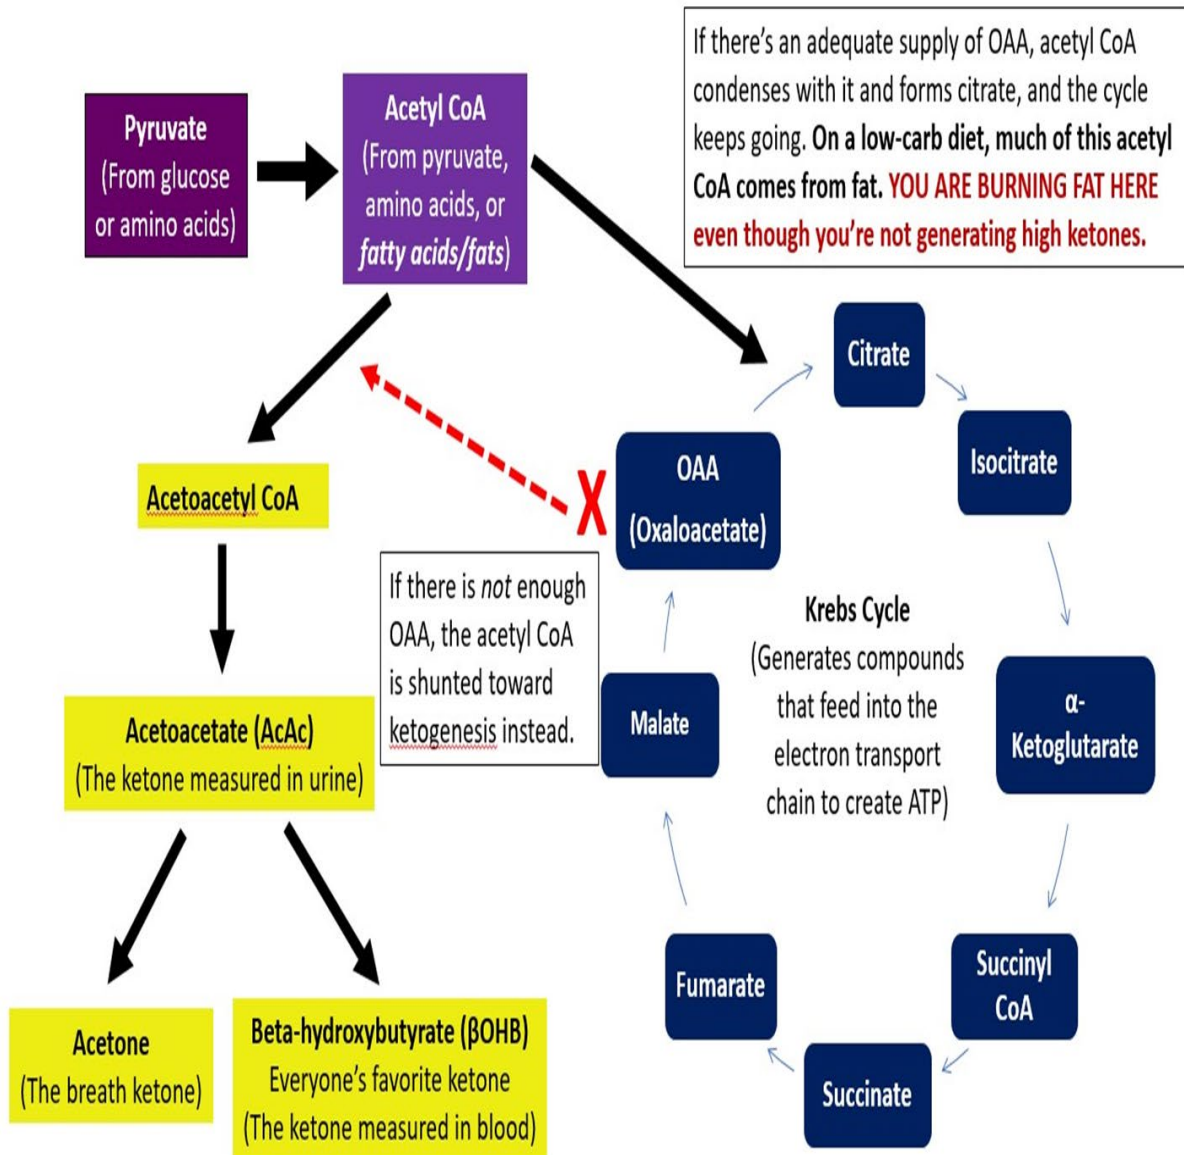 If there's an adequate supply of OAA, acetyl CoA
condenses with it and forms citrate, and the cycle
keeps going. On a low-carb diet, much of this acetyl
CoA comes from fat. YOU ARE BURNING FAT HERE
even though you're not generating high ketones.
Pyruvate
(From glucose
or amino acids)
Acetyl CoA
(From pyruvate,
amino acids, or
fatty acids/fats)
Citrate
Isocitrate
OAA
(Oxaloacetate)
X
Acetoacetyl CoA
If there is not enough
OAA, the acetyl CoA
is shunted toward
ketogenesis instead.
Krebs Cycle
(Generates compounds
that feed into the
electron transport
chain to create ATP)
Malate
α-
Ketoglutarate
Acetoacetate (AcAc)
(The ketone measured in urine)
Fumarate
Succinyl
CoA
Succinate
Acetone
(The breath ketone)
Beta-hydroxybutyrate (βOHB)
Everyone's favorite ketone
(The ketone measured in blood)